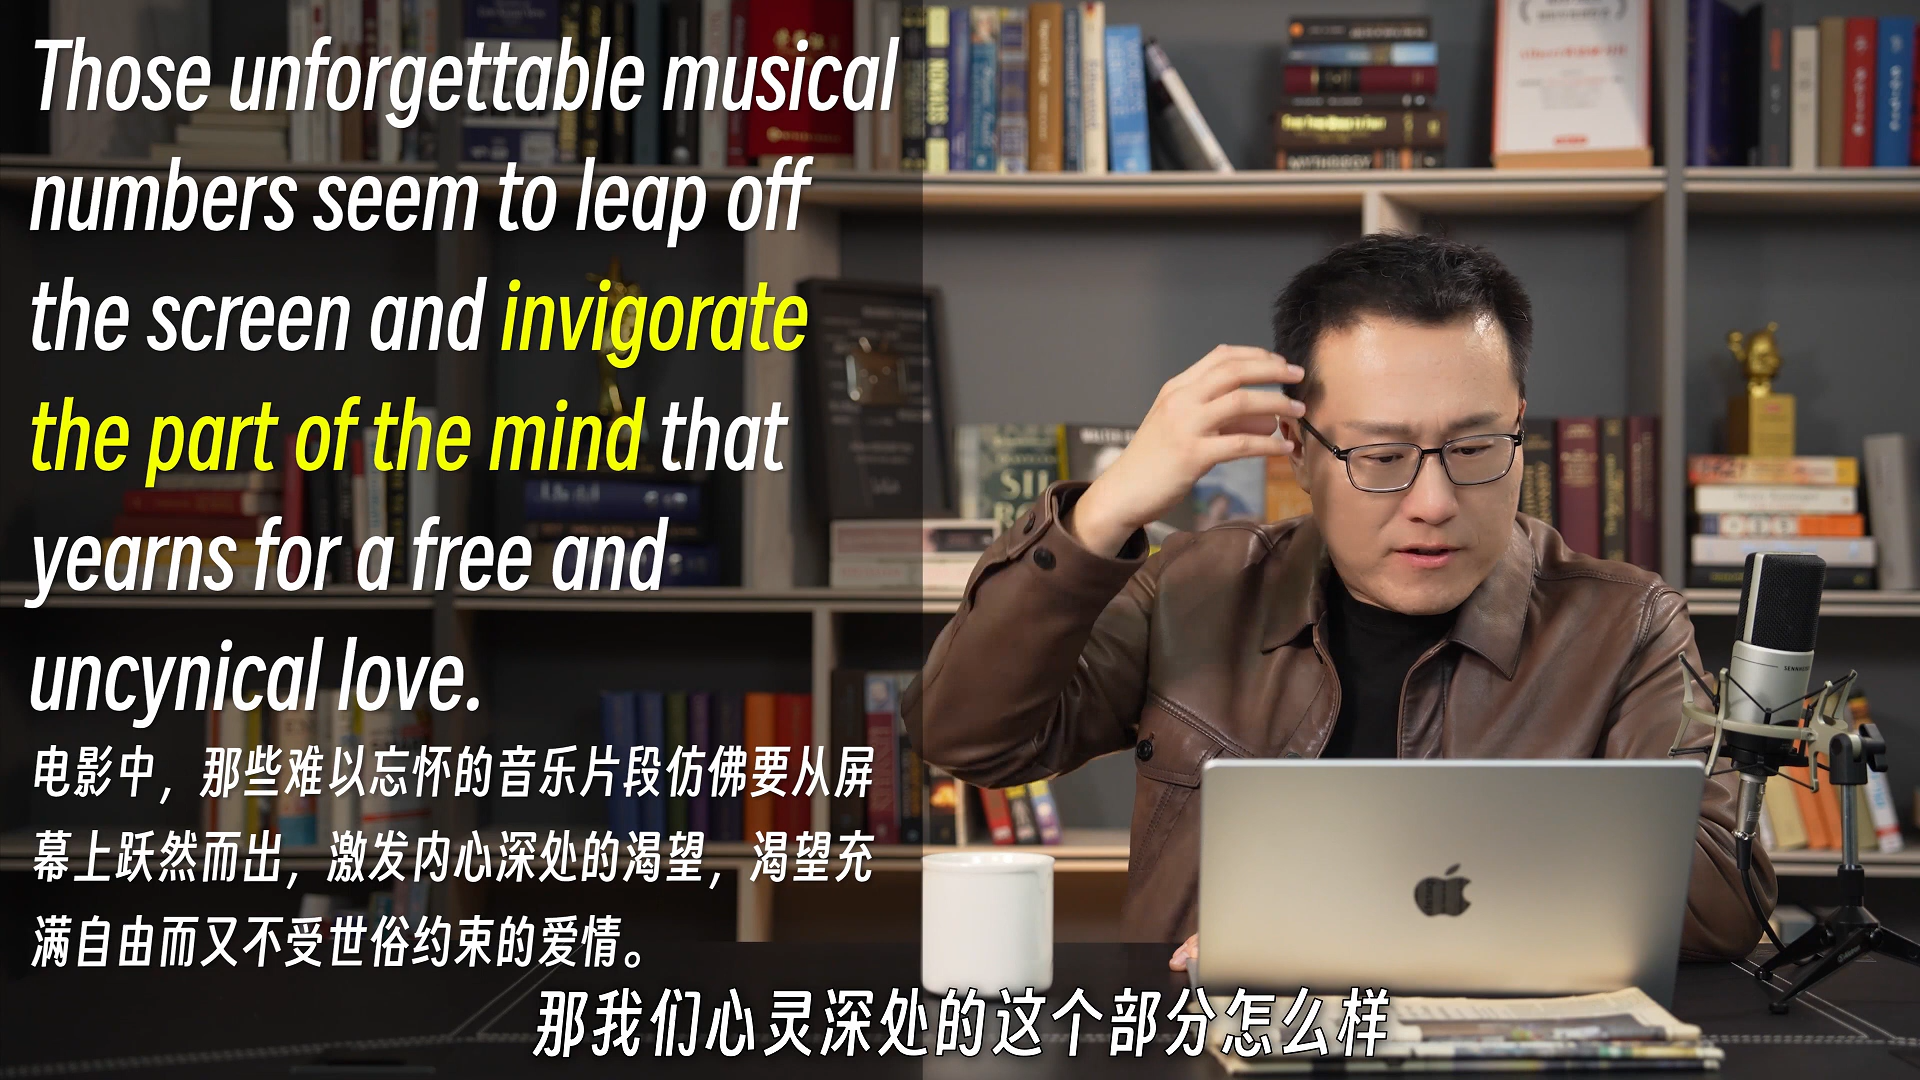 Those unforgettable musical
numbers seem to leap off
the screen and invigorate
the part of the mind that
yearns for a free and
uncynical love.
电影中，那些难以忘怀的音乐片段仿佛要从屏
幕上跃然而出，激发内心深处的渴望，渴望充
满自由而又不受世俗约束的爱情。
那我们心灵深处的这个部分怎么样
MYTHOLOGY
SENNHEISER